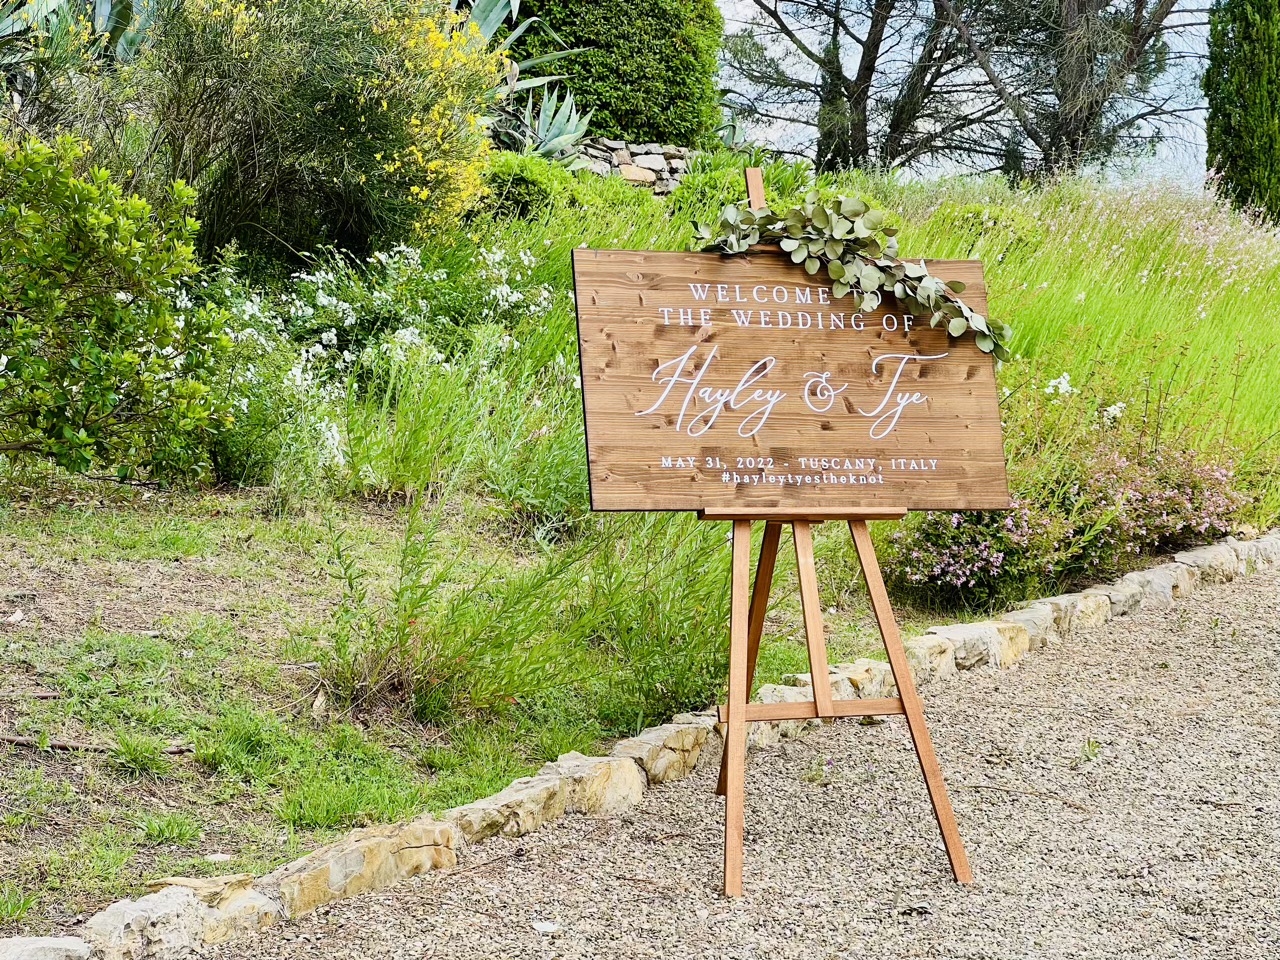 WELCOME
THE WEDDING OF
Hayley & Tye
MAY 31, 2022 - TUSCANY, ITALY
#hayleytyestheknot